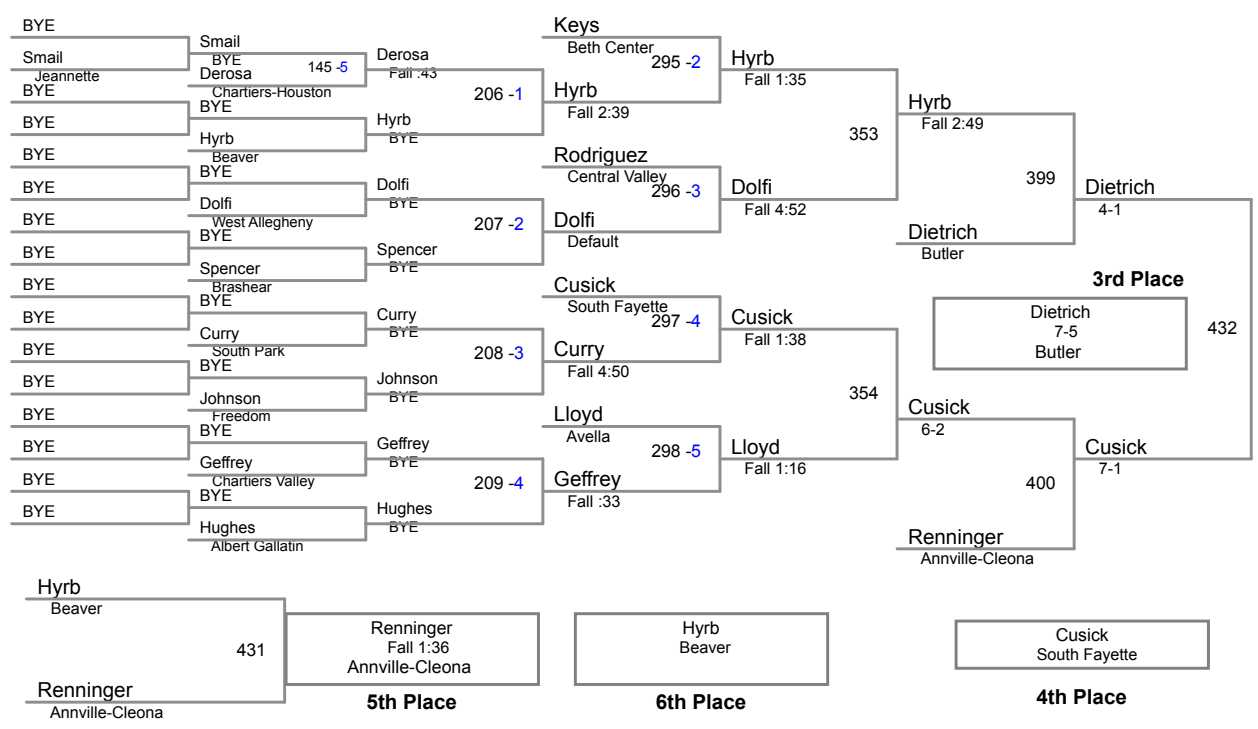 BYE
Smail
Jeannette
BYE
BYE
BYE
BYE
BYE
BYE
BYE
BYE
BYE
BYE
BYE
BYE
BYE
BYE
Smail
BYE
145 -5
Derosa
Chartiers-Houston
BYE
Hyrb
Beaver
BYE
Dolfi
West Allegheny
BYE
Spencer
Brashear
BYE
Curry
South Park
BYE
Johnson
Freedom
BYE
Geffrey
Chartiers Valley
BYE
Hughes
Albert Gallatin
Derosa
Fall :43
206 -1
Hyrb
BYE
Dolfi
BYE
207 -2
Spencer
BYE
Curry
BYE
208 -3
Johnson
BYE
Geffrey
BYE
209 -4
Hughes
BYE
Keys
Beth Center
295 -2
Hyrb
Fall 2:39
Rodriguez
Central Valley
296 -3
Dolfi
Default
Cusick
South Fayette
297 -4
Curry
Fall 4:50
Lloyd
Avella
298 -5
Geffrey
Fall :33
Hyrb
Fall 1:35
353
Dolfi
Fall 4:52
Cusick
Fall 1:38
354
Lloyd
Fall 1:16
Hyrb
Fall 2:49
399
Dietrich
Butler
Cusick
6-2
400
Renninger
Annville-Cleona
Dietrich
4-1
3rd Place
Dietrich
7-5
Butler
432
Cusick
7-1
Hyrb
Beaver
431
Renninger
Annville-Cleona
Renninger
Fall 1:36
Annville-Cleona
5th Place
Hyrb
Beaver
6th Place
Cusick
South Fayette
4th Place